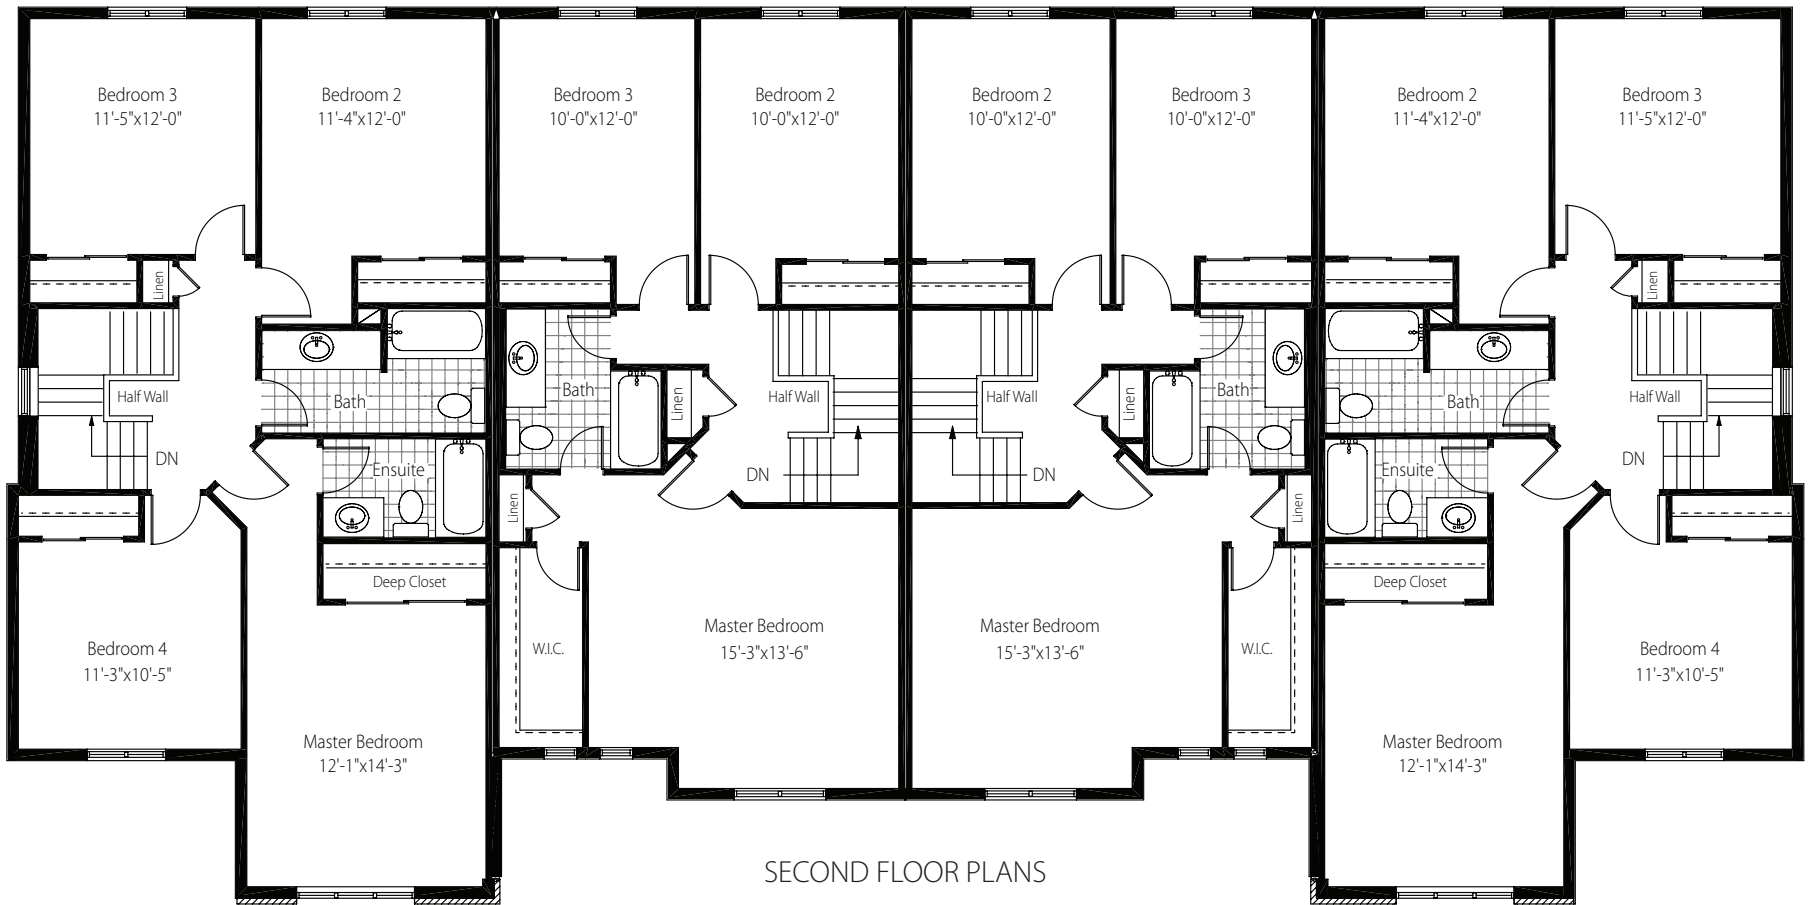 Bedroom 3
11'-5"x12'-0"
Bedroom 2
11'-4"x12'-0"
Bedroom 3
10'-0"x12'-0"
Bedroom 2
10'-0"x12'-0"
Bedroom 2
10'-0"x12'-0"
Bedroom 3
10'-0"x12'-0"
Bedroom 2
11'-4"x12'-0"
Bedroom 3
11'-5"x12'-0"
Linen
Linen
Half Wall
Bath
Bath
Linen
Half Wall
Half Wall
Linen
Bath
Bath
Half Wall
DN
Ensuite
DN
DN
Ensuite
DN
Linen
Linen
Deep Closet
Deep Closet
Bedroom 4
11'-3"x10'-5"
W.I.C.
Master Bedroom
15'-3"x13'-6"
Master Bedroom
15'-3"x13'-6"
W.I.C.
Bedroom 4
11'-3"x10'-5"
Master Bedroom
12'-1"x14'-3"
Master Bedroom
12'-1"x14'-3"
SECOND FLOOR PLANS